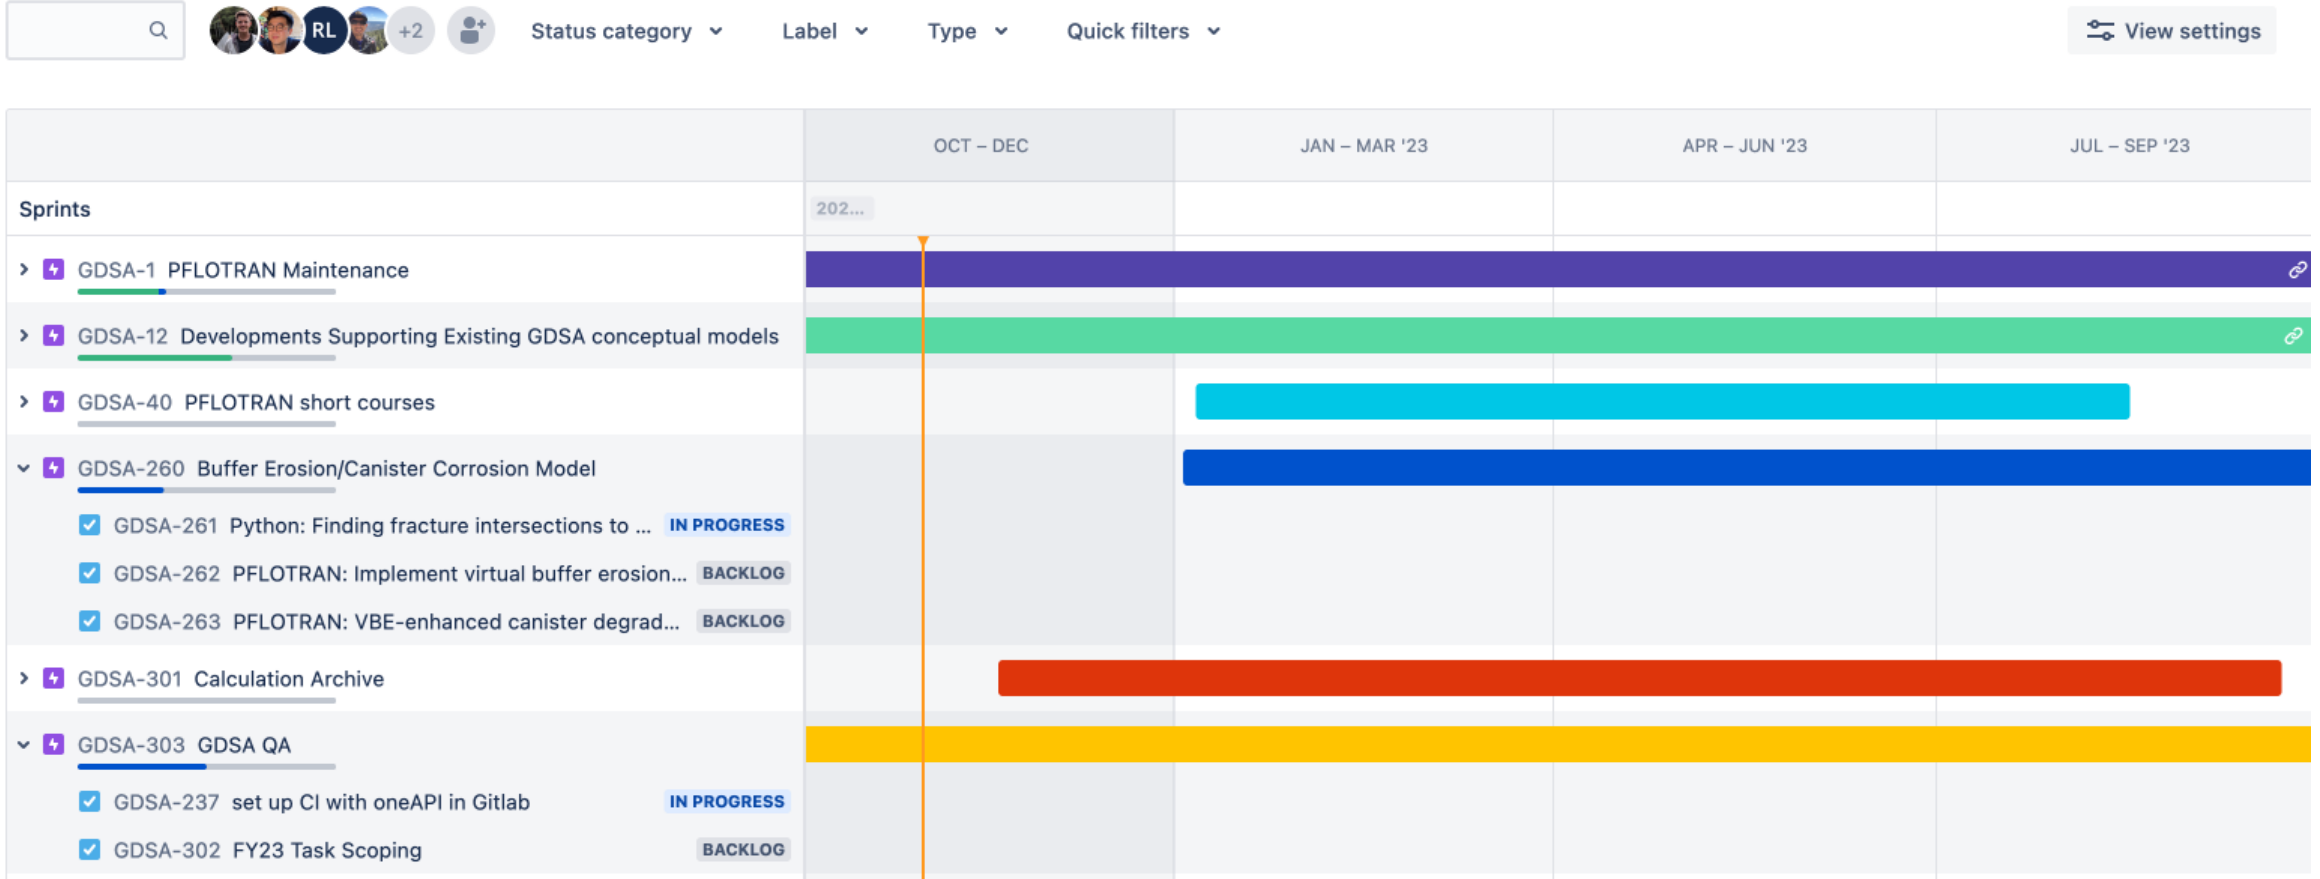 RL +2 Status category Label Type Quick filters View settings
OCT – DEC JAN – MAR '23 APR – JUN '23 JUL – SEP '23
Sprints 202...
GDSA-1 PFLOTRAN Maintenance
GDSA-12 Developments Supporting Existing GDSA conceptual models
GDSA-40 PFLOTRAN short courses
GDSA-260 Buffer Erosion/Canister Corrosion Model
GDSA-261 Python: Finding fracture intersections to ... IN PROGRESS
GDSA-262 PFLOTRAN: Implement virtual buffer erosion... BACKLOG
GDSA-263 PFLOTRAN: VBE-enhanced canister degrad... BACKLOG
GDSA-301 Calculation Archive
GDSA-303 GDSA QA
GDSA-237 set up CI with oneAPI in Gitlab IN PROGRESS
GDSA-302 FY23 Task Scoping BACKLOG